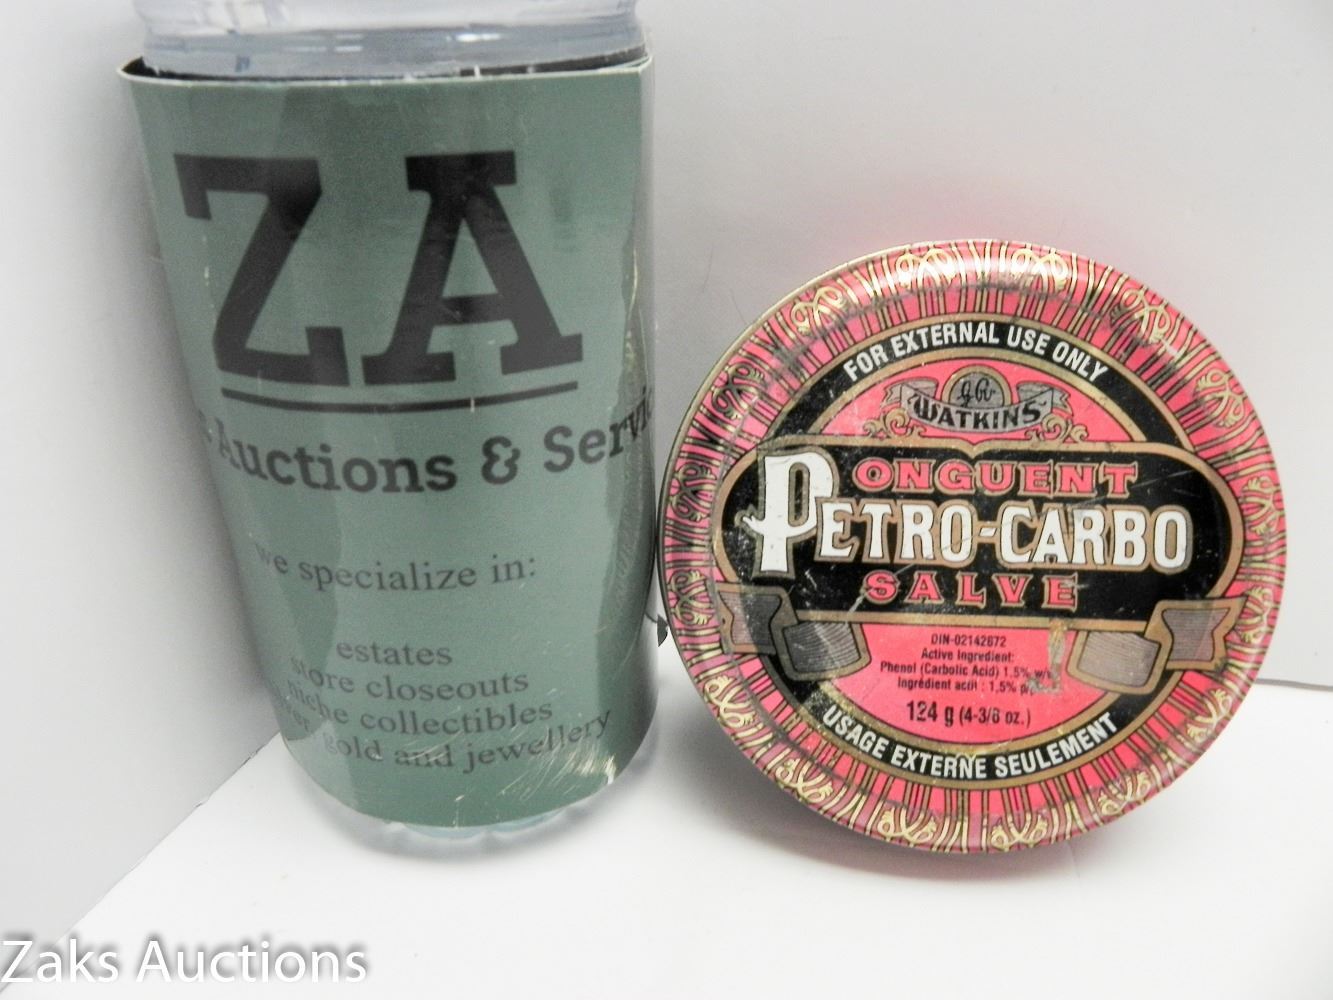 ZA
Auctions & Servi
we specialize in:
estates
store closeouts
niche collectibles
gold and jewellery
FOR EXTERNAL USE ONLY
J.R.
WATKINS
ONGUENT
PETRO-CARBO
SALVE
DIN-02142672
Active Ingredient:
Phenol (Carbolic Acid) 1.5% w/w
Ingrédient actif : 1,5% p/
124 g (4-3/8 oz.)
USAGE EXTERNE SEULEMENT
Zaks Auctions